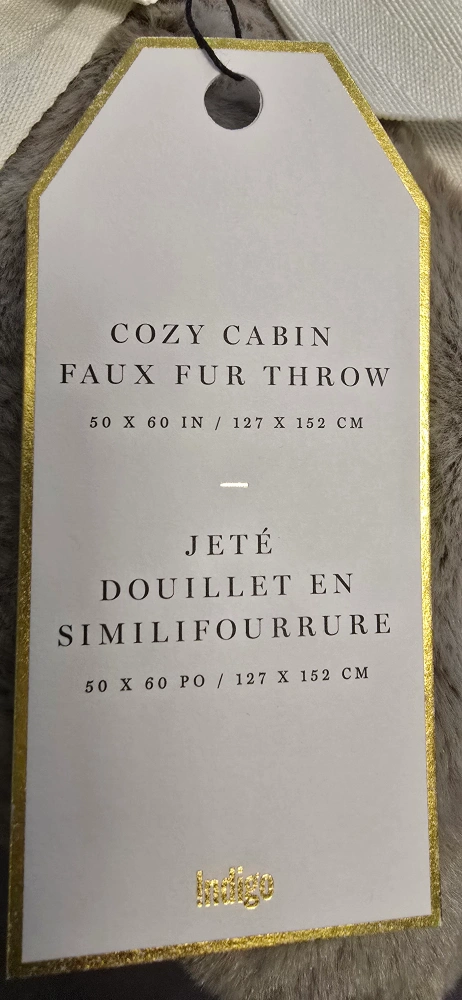 COZY CABIN
FAUX FUR THROW
50 X 60 IN / 127 X 152 CM
JETÉ
DOUILLET EN
SIMILIFOURRURE
50 X 60 PO / 127 X 152 CM
Indigo